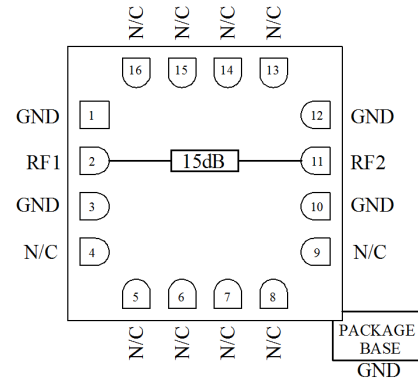 N/C N/C N/C N/C
16 15 14 13
GND 1 12 GND
RF1 2 15dB 11 RF2
GND 3 10 GND
N/C 4 9 N/C
5 6 7 8
N/C N/C N/C N/C
PACKAGE
BASE
GND